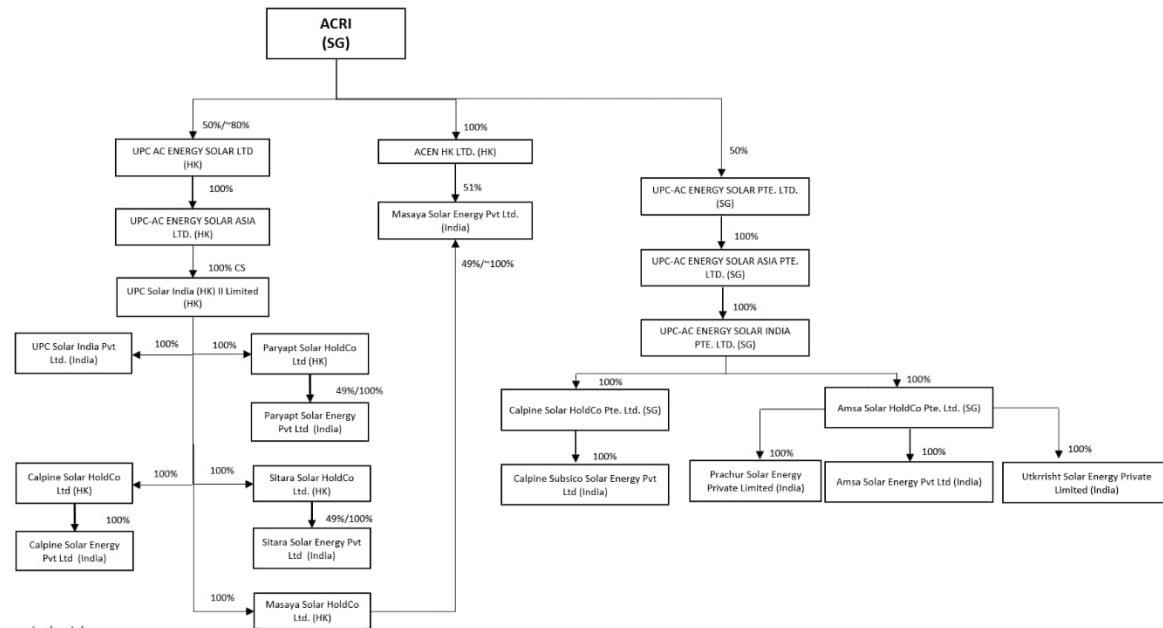 ACRI
(SG)
50%/~80%
100%
50%
UPC AC ENERGY SOLAR LTD
(HK)
ACEN HK LTD. (HK)
UPC-AC ENERGY SOLAR PTE. LTD.
(SG)
100%
51%
100%
UPC-AC ENERGY SOLAR ASIA
LTD. (HK)
Masaya Solar Energy Pvt Ltd.
(India)
UPC-AC ENERGY SOLAR ASIA PTE.
LTD. (SG)
100% CS
49%/~100%
100%
UPC Solar India (HK) II Limited
(HK)
UPC-AC ENERGY SOLAR INDIA
PTE. LTD. (SG)
UPC Solar India Pvt
Ltd. (India)
100%
100%
Paryapt Solar HoldCo
Ltd (HK)
49%/100%
Paryapt Solar Energy
Pvt Ltd (India)
100%
100%
Calpine Solar HoldCo Pte. Ltd. (SG)
Amsa Solar HoldCo Pte. Ltd. (SG)
100%
100%
100%
100%
Calpine Subsico Solar Energy Pvt
Ltd (India)
Prachur Solar Energy
Private Limited (India)
Amsa Solar Energy Pvt Ltd (India)
Utkrrisht Solar Energy Private
Limited (India)
Calpine Solar HoldCo
Ltd (HK)
100%
100%
Sitara Solar HoldCo
Ltd. (HK)
100%
49%/100%
Calpine Solar Energy
Pvt Ltd (India)
Sitara Solar Energy Pvt
Ltd (India)
100%
Masaya Solar HoldCo
Ltd. (HK)